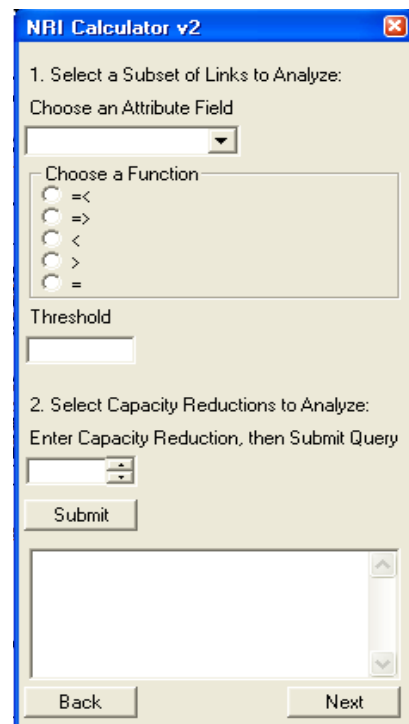 NRI Calculator v2
1. Select a Subset of Links to Analyze:
Choose an Attribute Field
Choose a Function
=<
=>
<
>
=
Threshold
2. Select Capacity Reductions to Analyze:
Enter Capacity Reduction, then Submit Query
Submit
Back Next